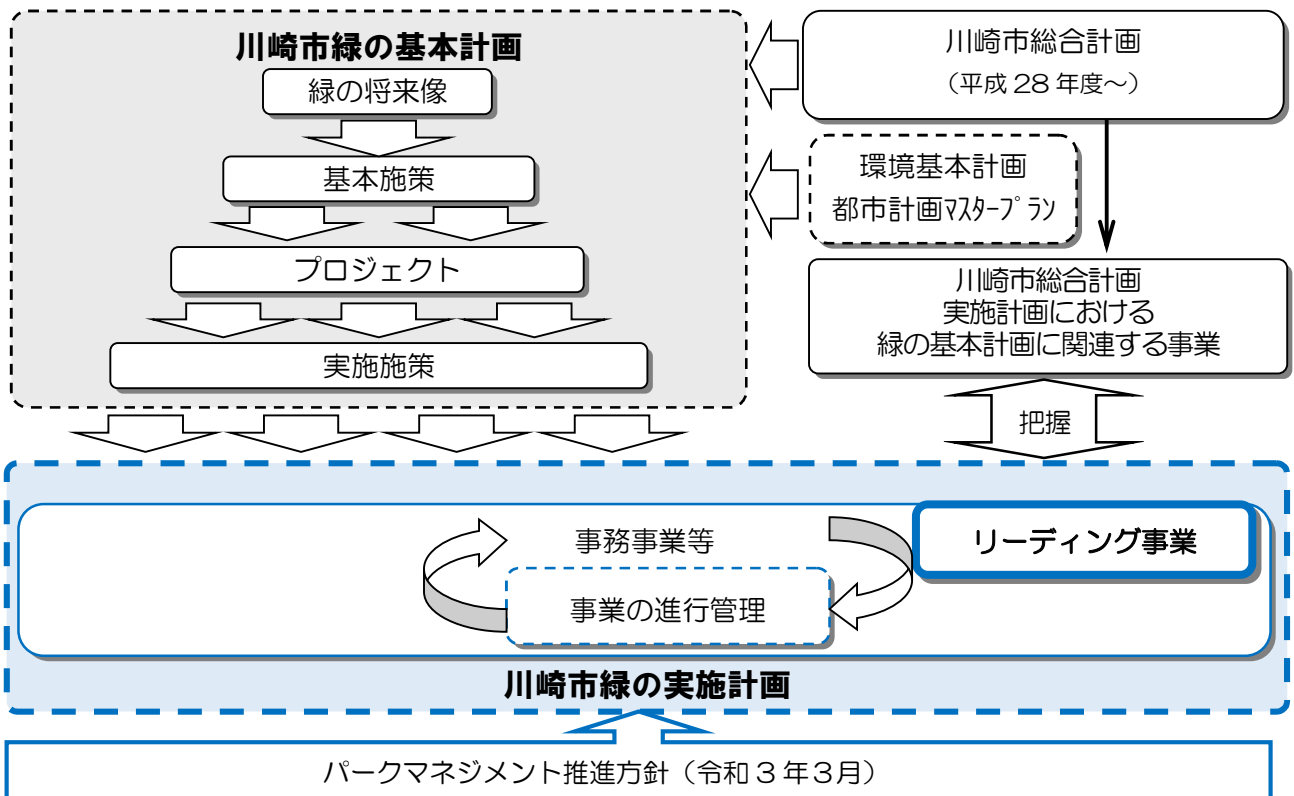 川崎市緑の基本計画
緑の将来像
基本施策
プロジェクト
実施施策
川崎市総合計画
（平成 28 年度～）
環境基本計画
都市計画ﾏｽﾀｰﾌﾟﾗﾝ
川崎市総合計画
実施計画における
緑の基本計画に関連する事業
把握
事務事業等
事業の進行管理
リーディング事業
川崎市緑の実施計画
パークマネジメント推進方針（令和３年３月）